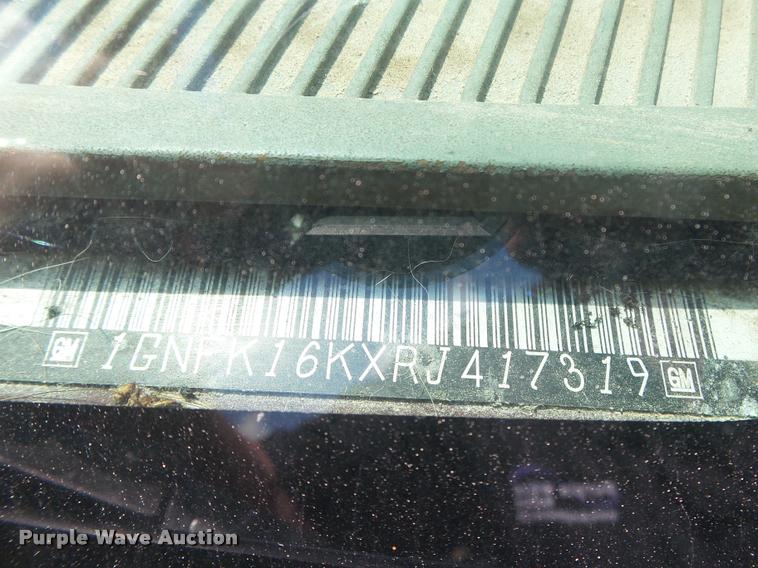 GM 1GNFK16KXRJ417319 GM
Purple Wave Auction